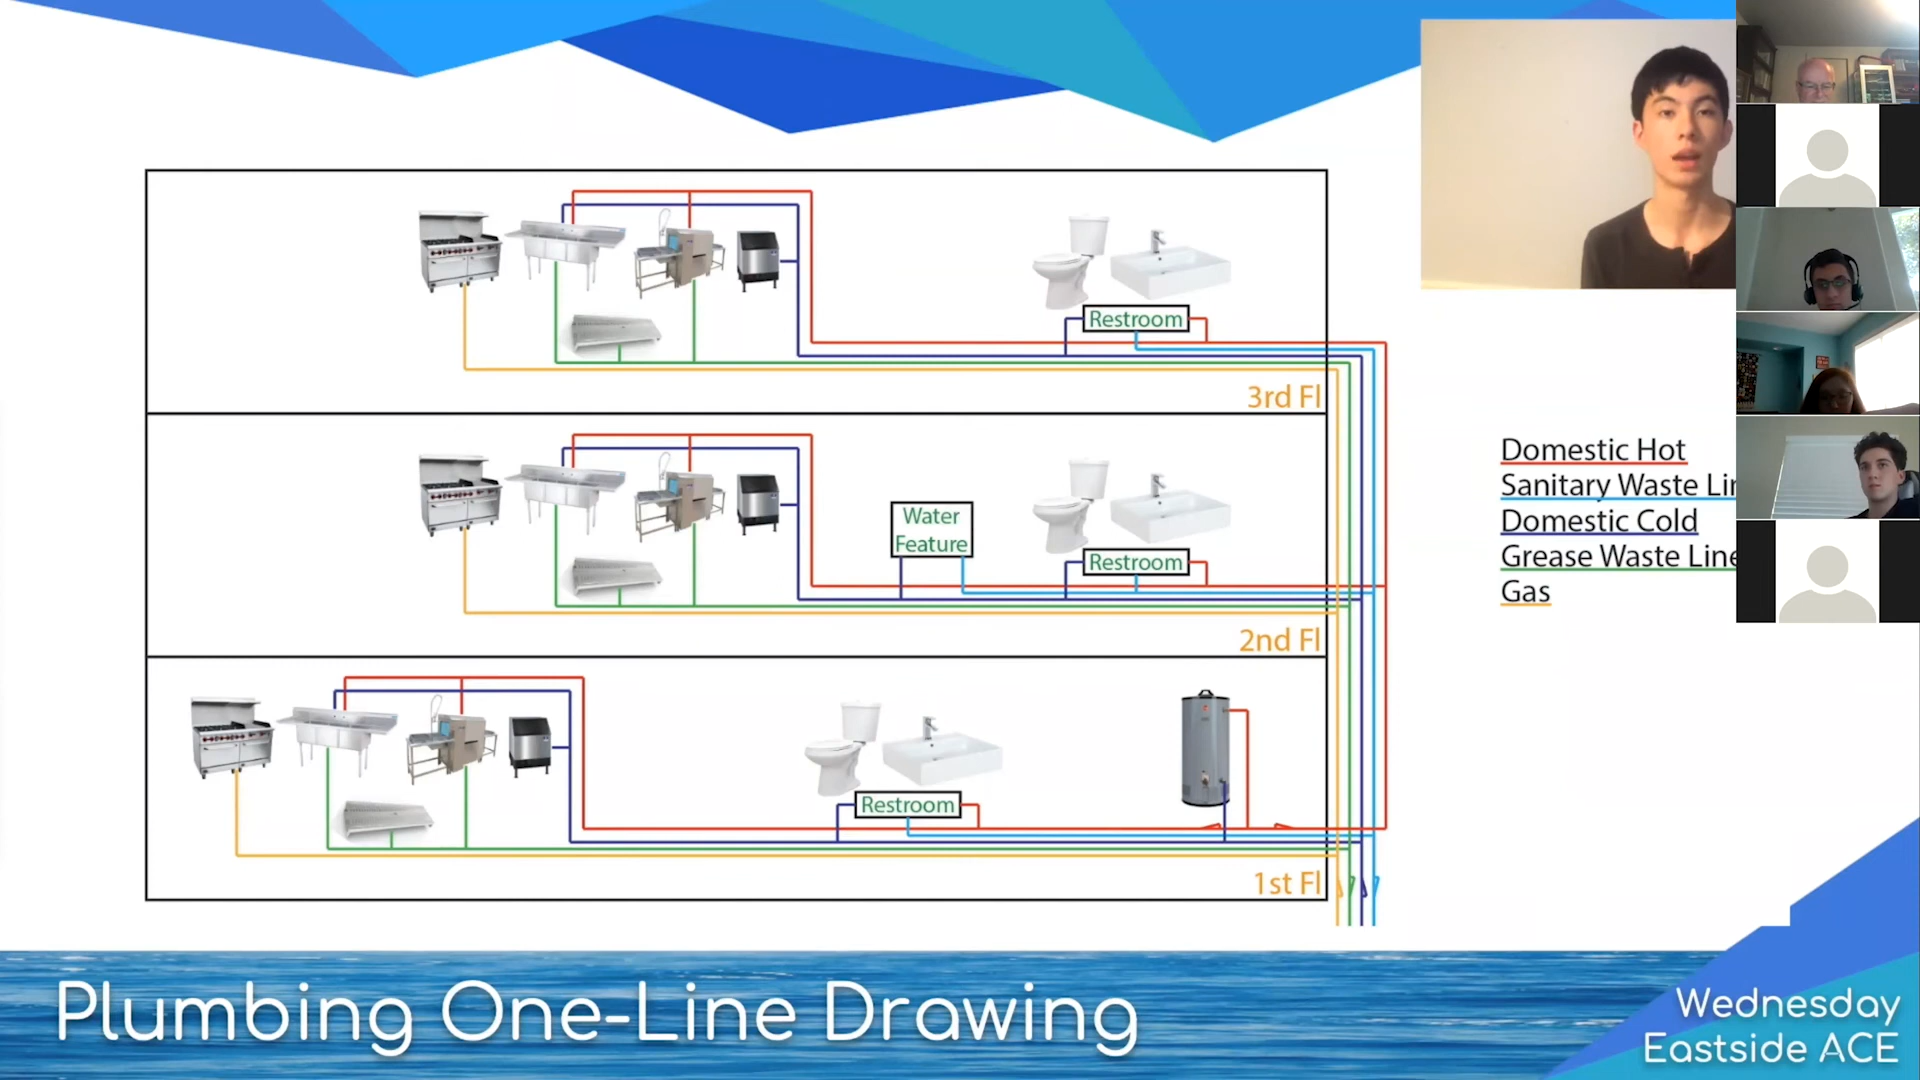 Restroom
3rd Fl
Water
Feature
Restroom
2nd Fl
Restroom
1st Fl
Domestic Hot
Sanitary Waste
Domestic Cold
Grease Waste Line
Gas
Plumbing One-Line Drawing
Wednesday
Eastside ACE